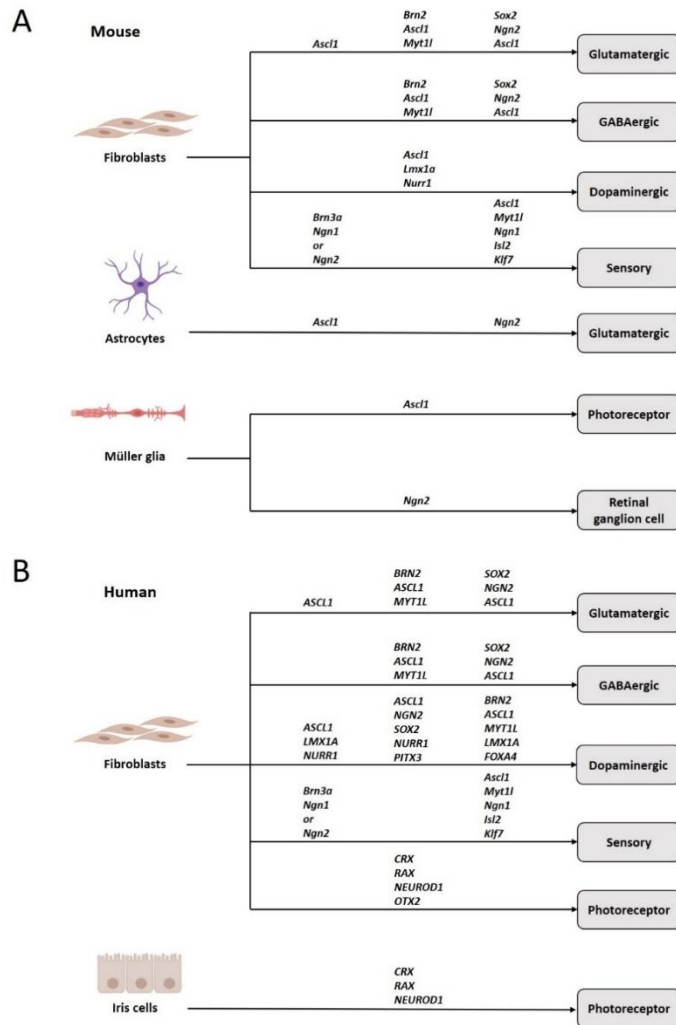 A
Mouse
Brn2
Ascl1
Myt1l
Sox2
Ngn2
Ascl1
Ascl1
Glutamatergic
Brn2
Ascl1
Myt1l
Sox2
Ngn2
Ascl1
GABAergic
Fibroblasts
Ascl1
Lmx1a
Nurr1
Dopaminergic
Brn3a
Ngn1
or
Ngn2
Ascl1
Myt1l
Ngn1
Isl2
Klf7
Sensory
Astrocytes
Ascl1
Ngn2
Glutamatergic
Müller glia
Ascl1
Photoreceptor
Ngn2
Retinal
ganglion cell
B
Human
ASCL1
BRN2
ASCL1
MYT1L
SOX2
NGN2
ASCL1
Glutamatergic
BRN2
ASCL1
MYT1L
SOX2
NGN2
ASCL1
GABAergic
Fibroblasts
ASCL1
LMX1A
NURR1
ASCL1
NGN2
SOX2
NURR1
PITX3
BRN2
ASCL1
MYT1L
LMX1A
FOXA4
Dopaminergic
Brn3a
Ngn1
or
Ngn2
Ascl1
Myt1l
Ngn1
Isl2
Klf7
Sensory
CRX
RAX
NEUROD1
OTX2
Photoreceptor
Iris cells
CRX
RAX
NEUROD1
Photoreceptor